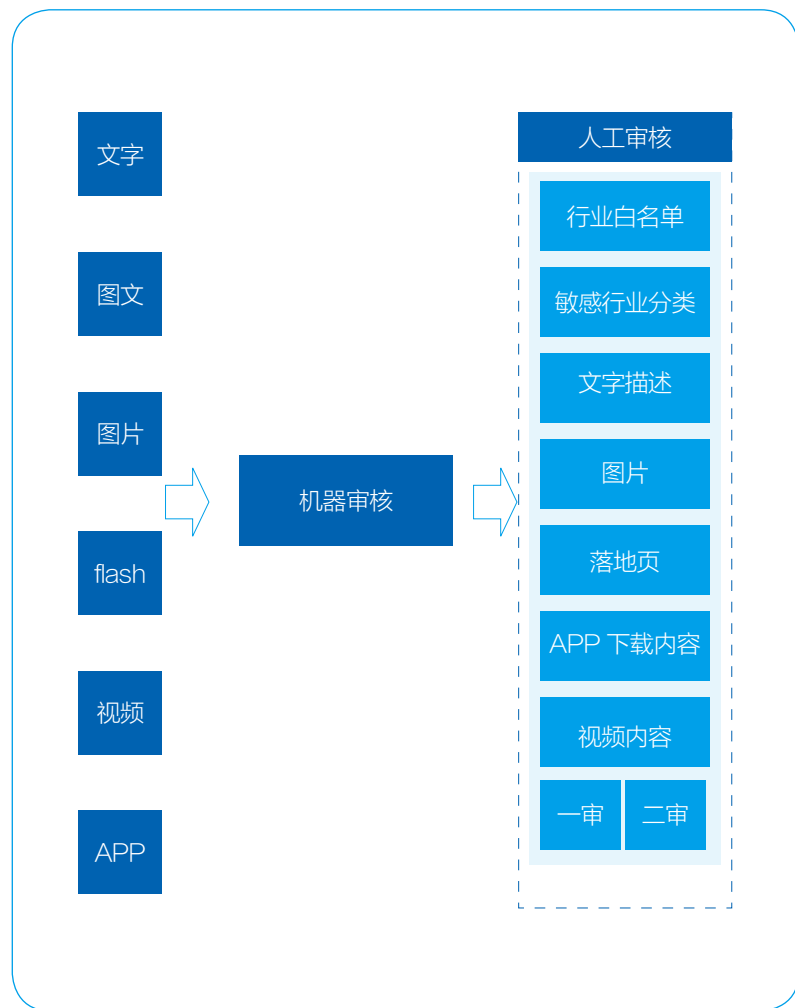 文字
图文
图片
flash
视频
APP
机器审核
人工审核
行业白名单
敏感行业分类
文字描述
图片
落地页
APP 下载内容
视频内容
一审
二审